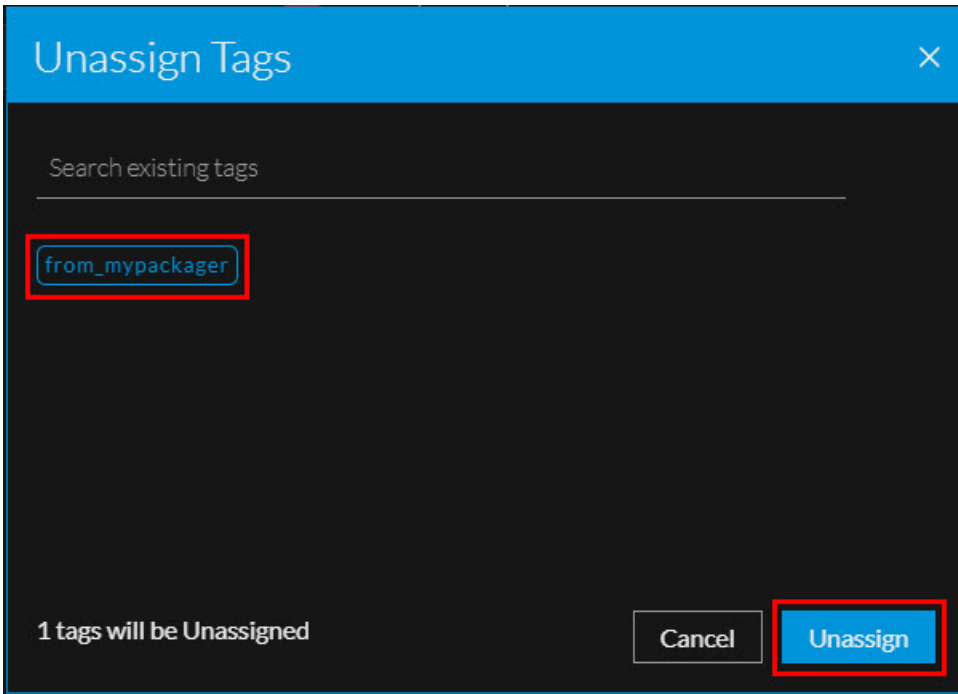 Unassign Tags
Search existing tags
from_mypackager
1 tags will be Unassigned
Cancel
Unassign